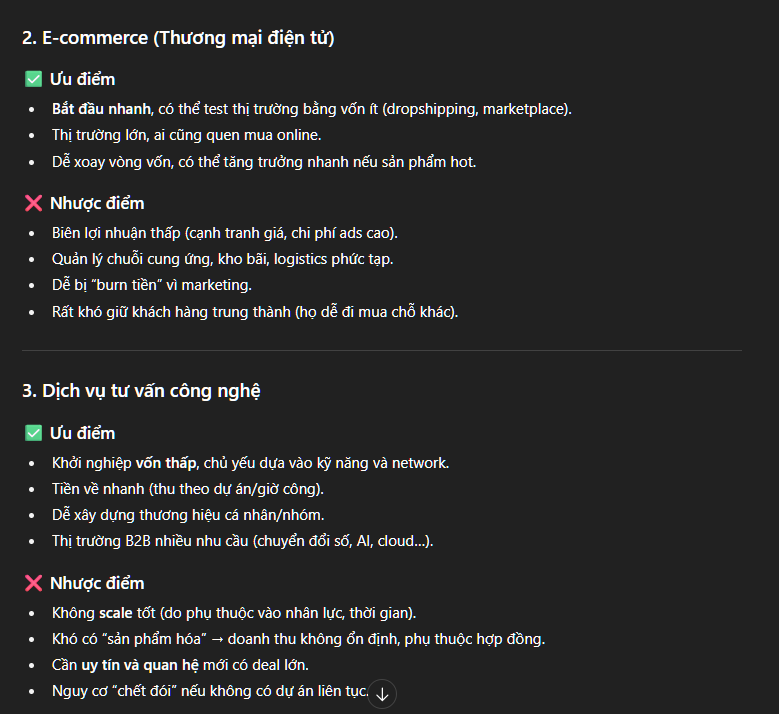 2. E-commerce (Thương mại điện tử)
✅ Ưu điểm
• Bắt đầu nhanh, có thể test thị trường bằng vốn ít (dropshipping, marketplace).
• Thị trường lớn, ai cũng quen mua online.
• Dễ xoay vòng vốn, có thể tăng trưởng nhanh nếu sản phẩm hot.
❌ Nhược điểm
• Biên lợi nhuận thấp (cạnh tranh giá, chi phí ads cao).
• Quản lý chuỗi cung ứng, kho bãi, logistics phức tạp.
• Dễ bị “burn tiền” vì marketing.
• Rất khó giữ khách hàng trung thành (họ dễ đi mua chỗ khác).
3. Dịch vụ tư vấn công nghệ
✅ Ưu điểm
• Khởi nghiệp vốn thấp, chủ yếu dựa vào kỹ năng và network.
• Tiền về nhanh (thu theo dự án/giờ công).
• Dễ xây dựng thương hiệu cá nhân/nhóm.
• Thị trường B2B nhiều nhu cầu (chuyển đổi số, AI, cloud…).
❌ Nhược điểm
• Không scale tốt (do phụ thuộc vào nhân lực, thời gian).
• Khó có “sản phẩm hóa” → doanh thu không ổn định, phụ thuộc hợp đồng.
• Cần uy tín và quan hệ mới có deal lớn.
• Nguy cơ “chết đói” nếu không có dự án liên tục.